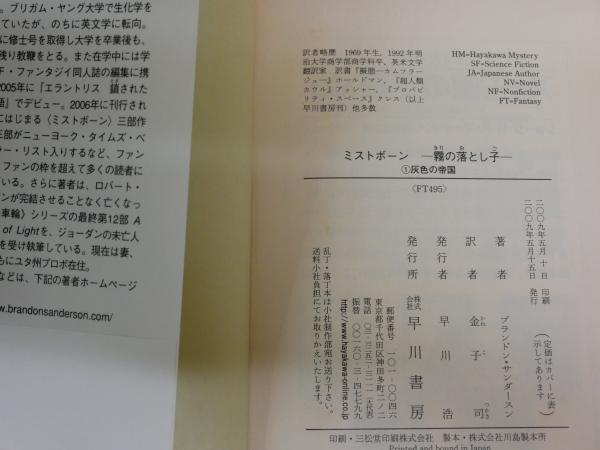 。ブリガム・ヤング大学で生化学を
ていたが、のちに英文学に転向。
に修士号を取得し大学を卒業後も、
残り教鞭をとる。また在学中には学
F・ファンタジイ同人誌の編集に携
2005年に『エラントリス 鎖された
語』でデビュー。2006年に刊行され
にはじまる〈ミストボーン〉三部作
三部がニューヨーク・タイムズ・ベ
ラー・リスト入りするなど、ファン
ファンの枠を超えて多くの読者に
いる。さらに著者は、ロバート・
ンが完結させることなく亡くなっ
車輪〉シリーズの最終第12部 A
of Lightを、ジョーダンの未亡人
を受け執筆している。現在は妻、
もにユタ州プロボ在住。
などは、下記の著者ホームページ
ww.brandonsanderson.com/
訳者略歴 1969年生,1992年明
治大学商学部商学科卒,英米文学
翻訳家 訳書『擬態―カムフラー
ジュ―』ホールドマン,『超人類
カウル』アッシャー,『プロバビ
リティ・スペース』クレス(以上
早川書房刊)他多数
HM=Hayakawa Mystery
SF=Science Fiction
JA=Japanese Author
NV=Novel
NF=Nonfiction
FT=Fantasy
ミストボーン ―霧の落とし子―
きり お ご
①灰色の帝国
〈FT495〉
二〇〇九年五月 十 日 印刷
二〇〇九年五月十五日 発行
(定価はカバーに表
示してあります)
著者 ブランドン・サンダースン
訳者 金子 司
かね こ つかさ
発行者 早川 浩
発行所 株式会社 早川書房
郵便番号 一〇一‐〇〇四六
東京都千代田区神田多町二ノ二
電話 〇三‐三二五二‐三一一一(大代表)
振替 〇〇一六〇‐三‐四七七九九
http://www.hayakawa-online.co.jp
乱丁・落丁本は小社制作部宛お送り下さい。
送料小社負担にてお取りかえいたします。
印刷・三松堂印刷株式会社 製本・株式会社川島製本所
Printed and bound in Japan